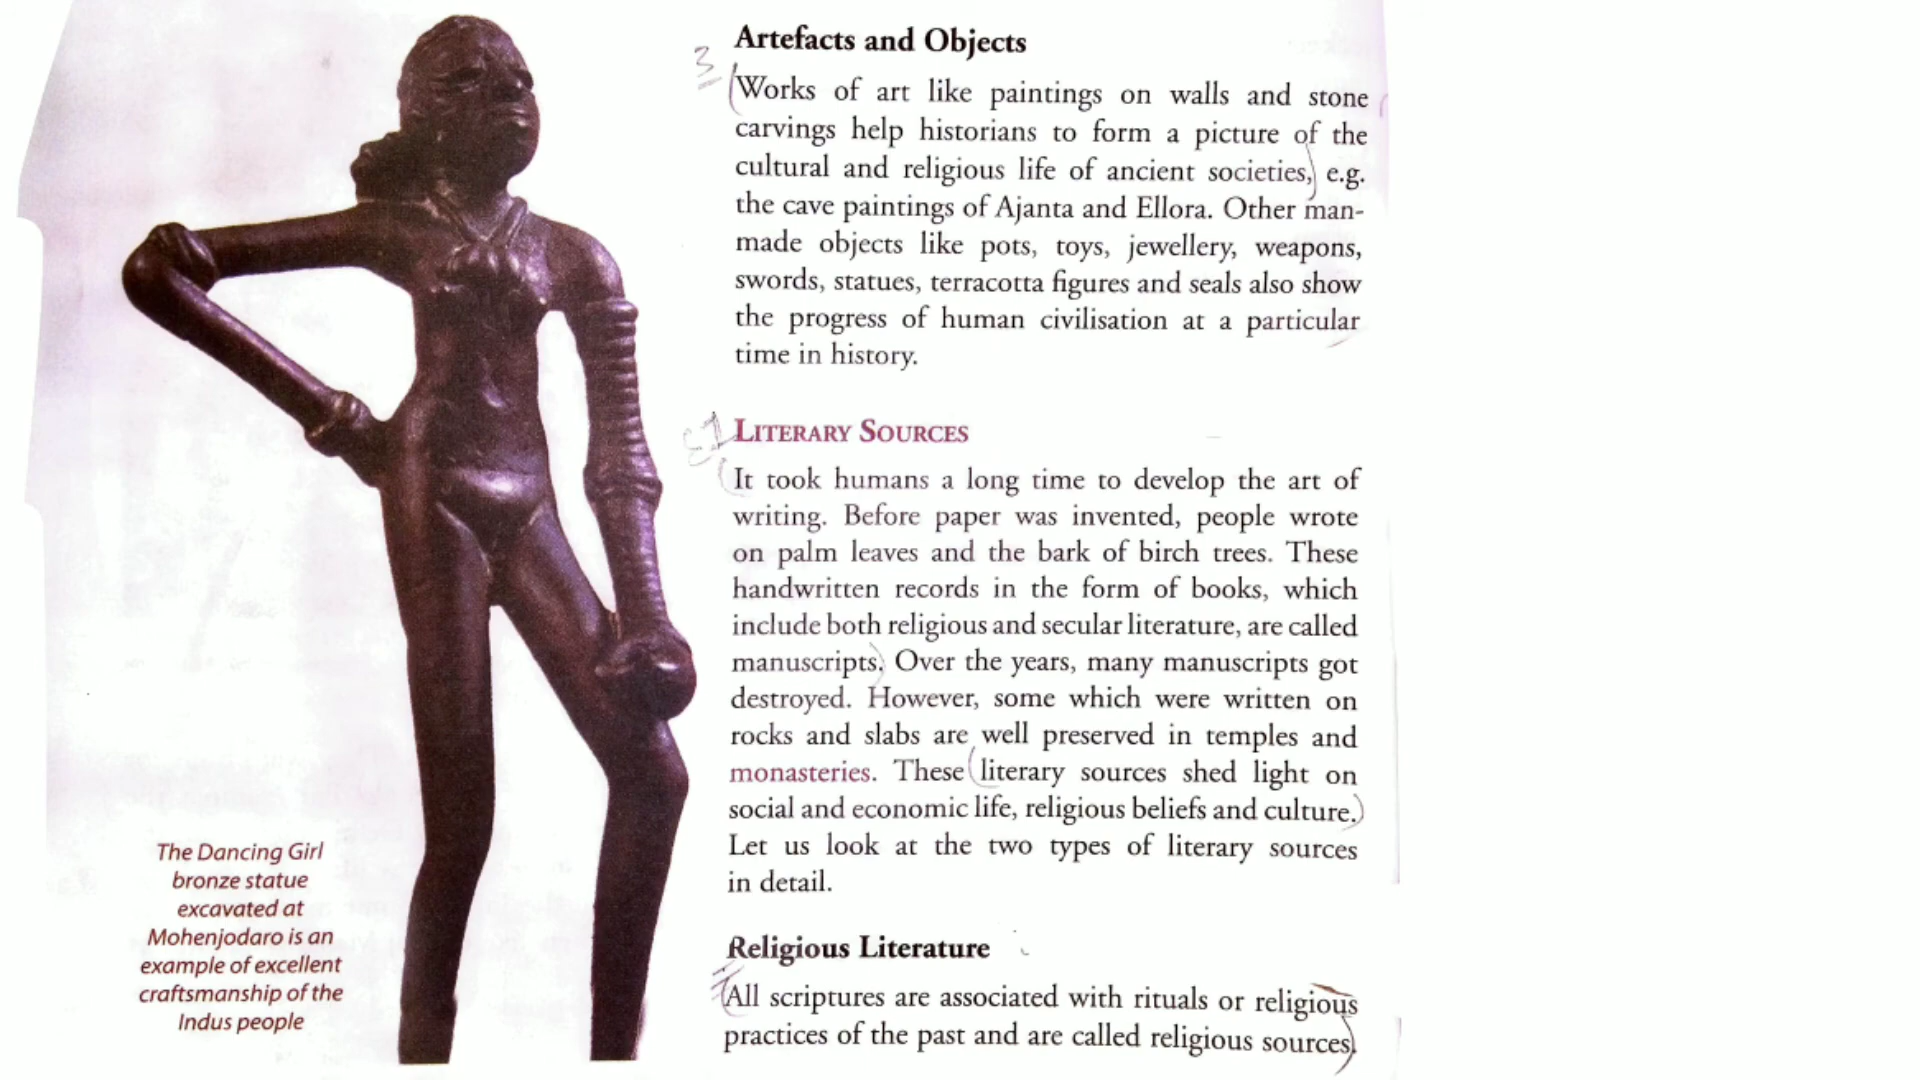 3
Artefacts and Objects
Works of art like paintings on walls and stone
carvings help historians to form a picture of the
cultural and religious life of ancient societies, e.g.
the cave paintings of Ajanta and Ellora. Other man-
made objects like pots, toys, jewellery, weapons,
swords, statues, terracotta figures and seals also show
the progress of human civilisation at a particular
time in history.
LITERARY SOURCES
It took humans a long time to develop the art of
writing. Before paper was invented, people wrote
on palm leaves and the bark of birch trees. These
handwritten records in the form of books, which
include both religious and secular literature, are called
manuscripts. Over the years, many manuscripts got
destroyed. However, some which were written on
rocks and slabs are well preserved in temples and
monasteries. These literary sources shed light on
social and economic life, religious beliefs and culture.
Let us look at the two types of literary sources
in detail.
Religious Literature
All scriptures are associated with rituals or religious
practices of the past and are called religious sources.
The Dancing Girl
bronze statue
excavated at
Mohenjodaro is an
example of excellent
craftsmanship of the
Indus people